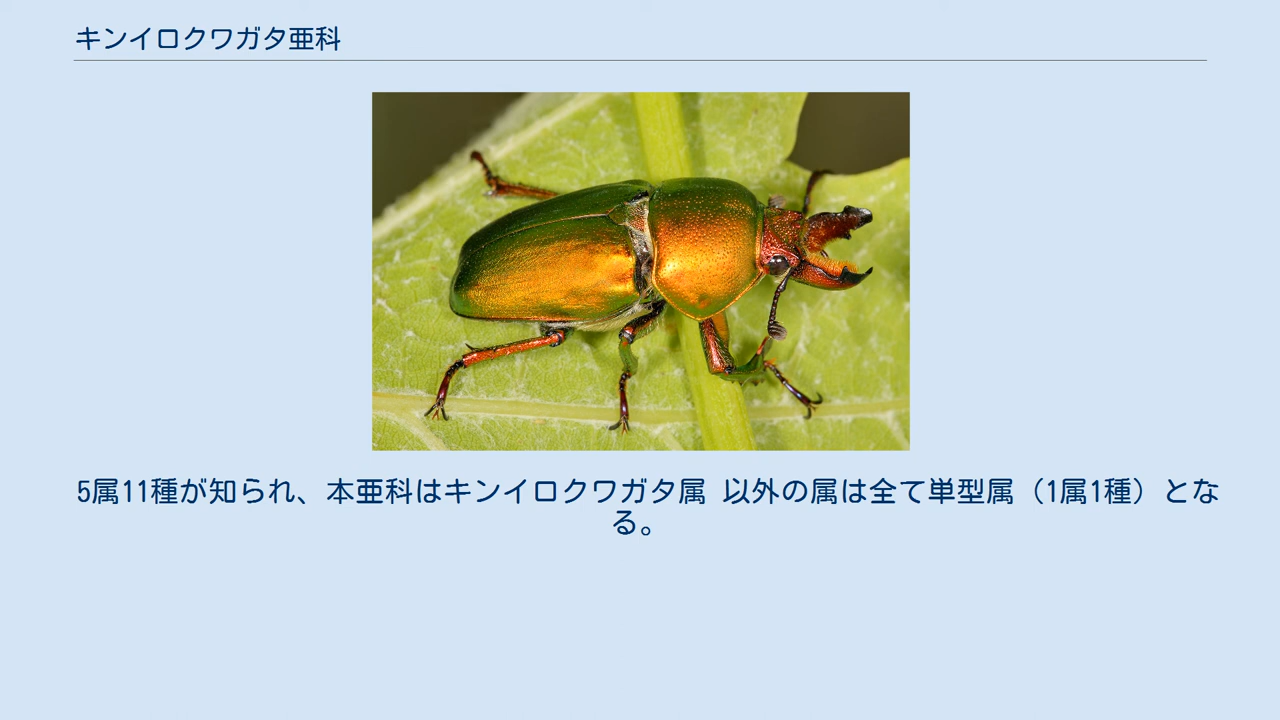 キンイロクワガタ亜科
5属11種が知られ、本亜科はキンイロクワガタ属 以外の属は全て単型属（1属1種）とな
る。